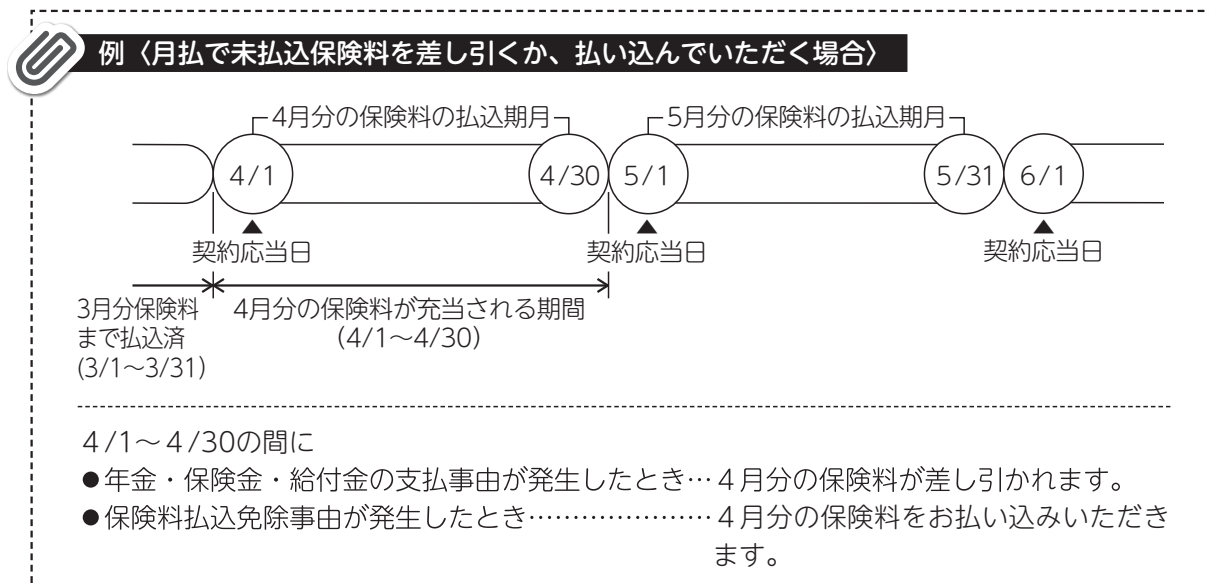 例〈月払で未払込保険料を差し引くか、払い込んでいただく場合〉
4月分の保険料の払込期月 5月分の保険料の払込期月
4/1 4/30 5/1 5/31 6/1
契約応当日 契約応当日 契約応当日
3月分保険料 4月分の保険料が充当される期間
まで払込済 (4/1～4/30)
(3/1～3/31)
4/1～4/30の間に
●年金・保険金・給付金の支払事由が発生したとき…4月分の保険料が差し引かれます。
●保険料払込免除事由が発生したとき…………………4月分の保険料をお払い込みいただき
ます。